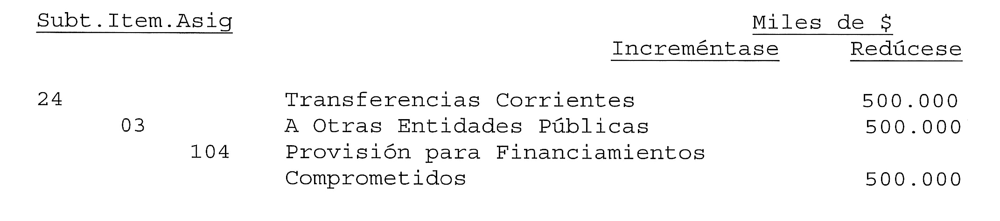 Subt.Item.Asig Miles de $
Increméntase Redúcese
24 Transferencias Corrientes 500.000
03 A Otras Entidades Públicas 500.000
104 Provisión para Financiamientos
Comprometidos 500.000